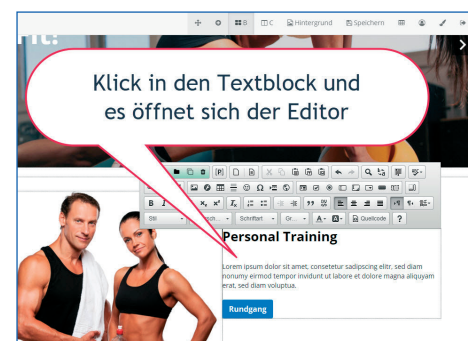 B C Hintergrund Speichern
Fit!
Klick in den Textblock und
es öffnet sich der Editor
B I
Stil Schriftart Gr... A A Quellcode ?
Personal Training
Lorem ipsum dolor sit amet, consetetur sadipscing elitr, sed diam
nonumy eirmod tempor invidunt ut labore et dolore magna aliquyam
erat, sed diam voluptua.
Rundgang